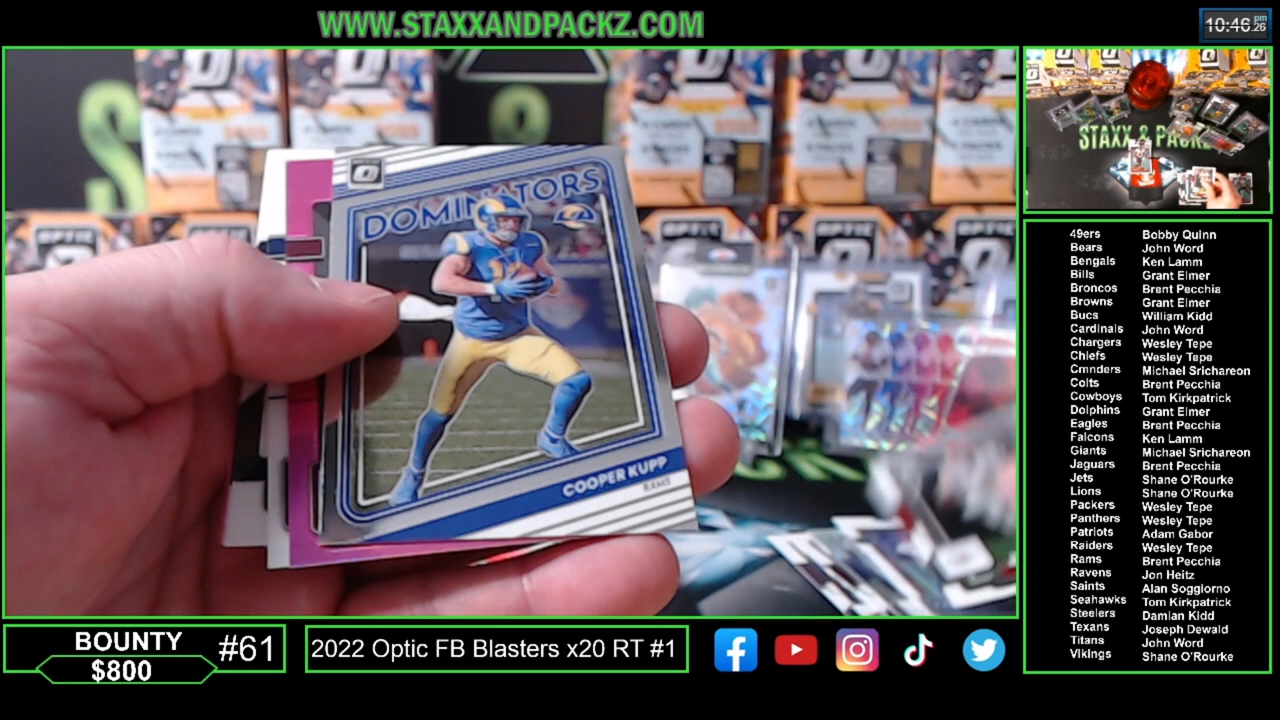 WWW.STAXXANDPACKZ.COM
10:46 pm 26
DOMINATORS
COOPER KUPP
RAMS
STAXX & PACKZ
49ers Bobby Quinn
Bears John Word
Bengals Ken Lamm
Bills Grant Elmer
Broncos Brent Pecchia
Browns Grant Elmer
Bucs William Kidd
Cardinals John Word
Chargers Wesley Tepe
Chiefs Wesley Tepe
Cmnders Michael Srichareon
Colts Brent Pecchia
Cowboys Tom Kirkpatrick
Dolphins Grant Elmer
Eagles Brent Pecchia
Falcons Ken Lamm
Giants Michael Srichareon
Jaguars Brent Pecchia
Jets Shane O'Rourke
Lions Shane O'Rourke
Packers Wesley Tepe
Panthers Wesley Tepe
Patriots Adam Gabor
Raiders Wesley Tepe
Rams Brent Pecchia
Ravens Jon Heitz
Saints Alan Soggiorno
Seahawks Tom Kirkpatrick
Steelers Damian Kidd
Texans Joseph Dewald
Titans John Word
Vikings Shane O'Rourke
BOUNTY #61
$800
2022 Optic FB Blasters x20 RT #1